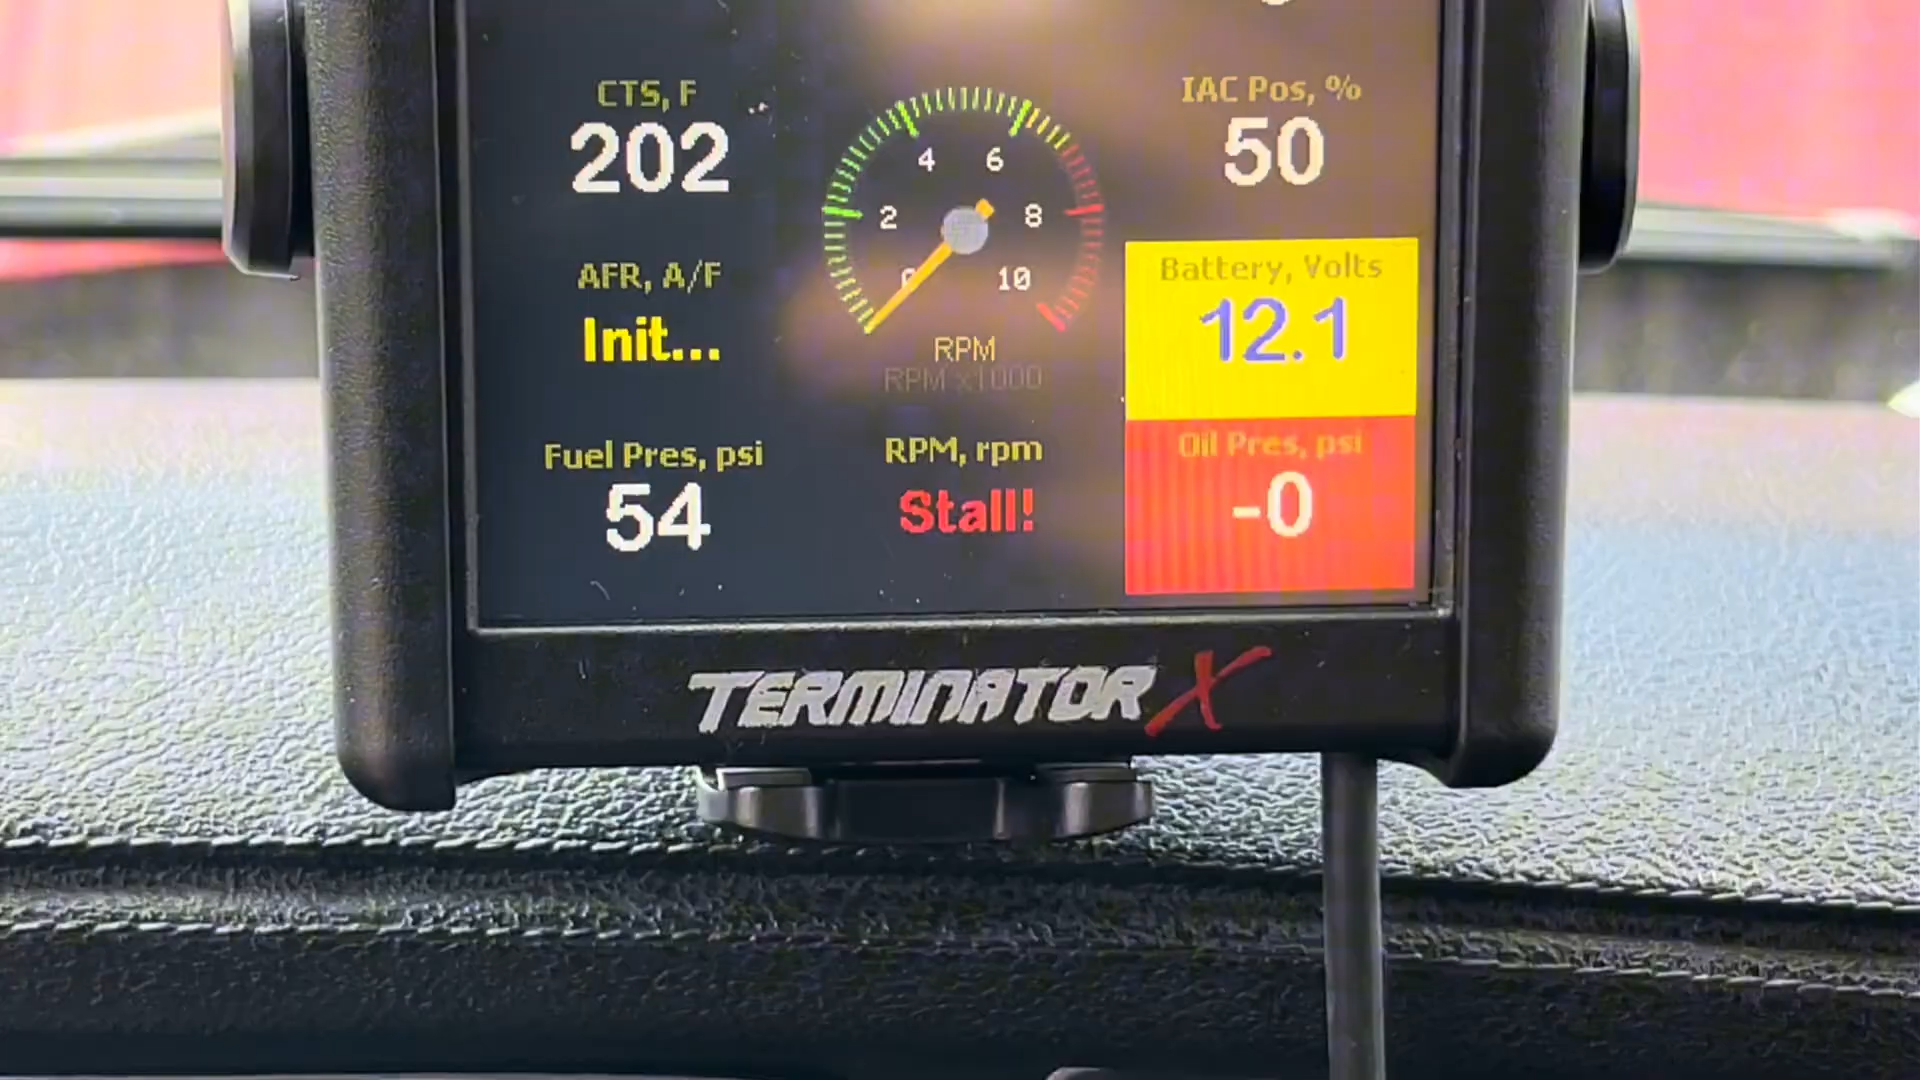 CTS, F
202
AFR, A/F
Init...
Fuel Pres, psi
54
4
6
2
8
0
10
RPM
RPM x1000
RPM, rpm
Stall!
IAC Pos, %
50
Battery, Volts
12.1
Oil Pres, psi
-0
TERMINATOR X